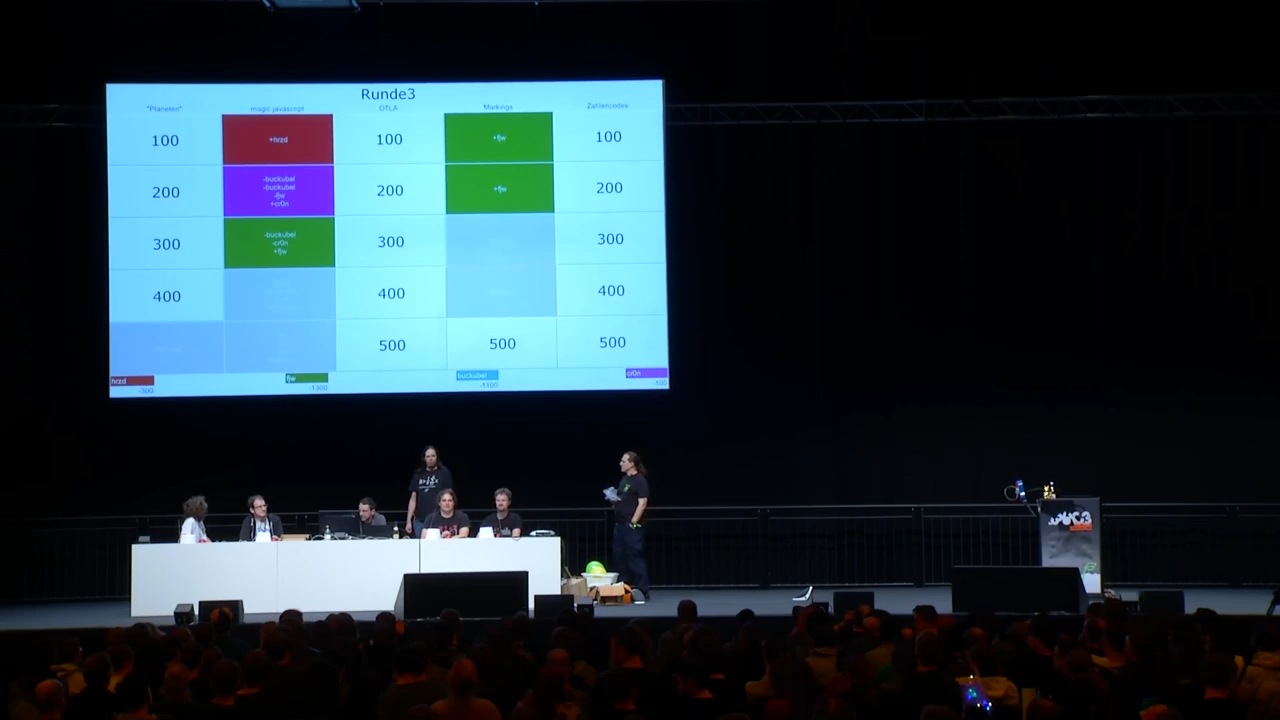 Runde3
"Planeten" magic javascript OTLA Markings Zahlencodes
100 +hrzd 100 +fjw 100
200 -buckubel 200 +fjw 200
-buckubel
-fjw
+cr0n
300 -buckubel 300 300
-cr0n
+fjw
400 400 400
500 500 500
hrzd fjw buckubel cr0n
-300 -1300 -1100 -100